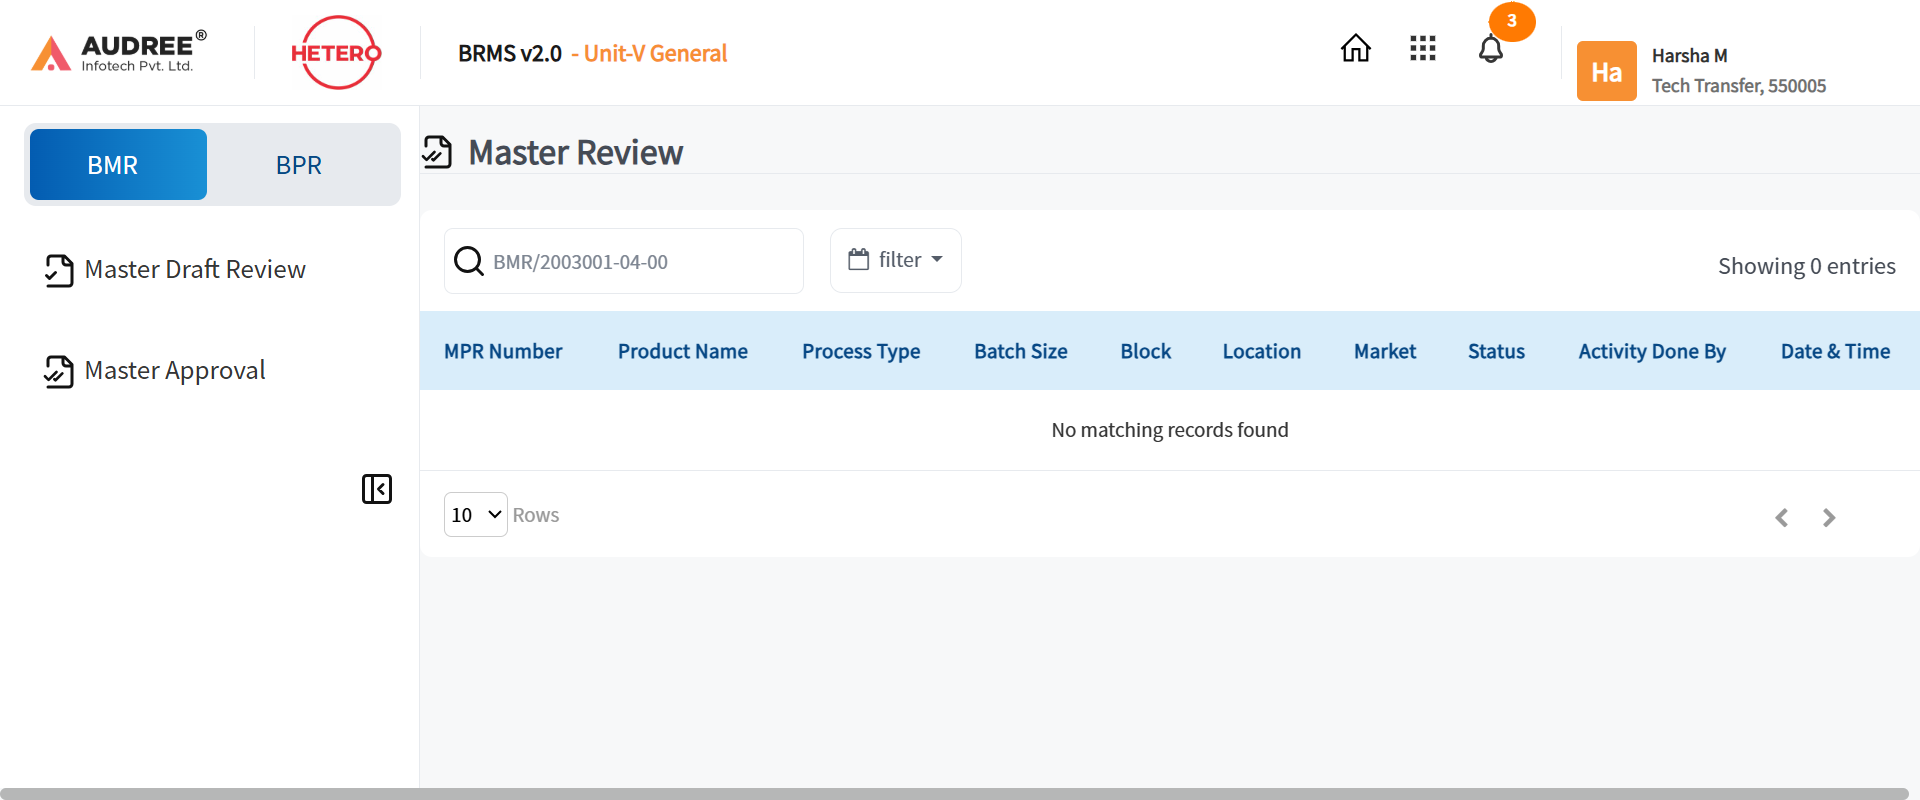 AUDREE®
Infotech Pvt. Ltd.
HETERO
BRMS v2.0 - Unit-V General
3
Ha
Harsha M
Tech Transfer, 550005
BMR
BPR
Master Draft Review
Master Approval
Master Review
BMR/2003001-04-00
filter
Showing 0 entries
MPR Number Product Name Process Type Batch Size Block Location Market Status Activity Done By Date & Time
No matching records found
10 Rows